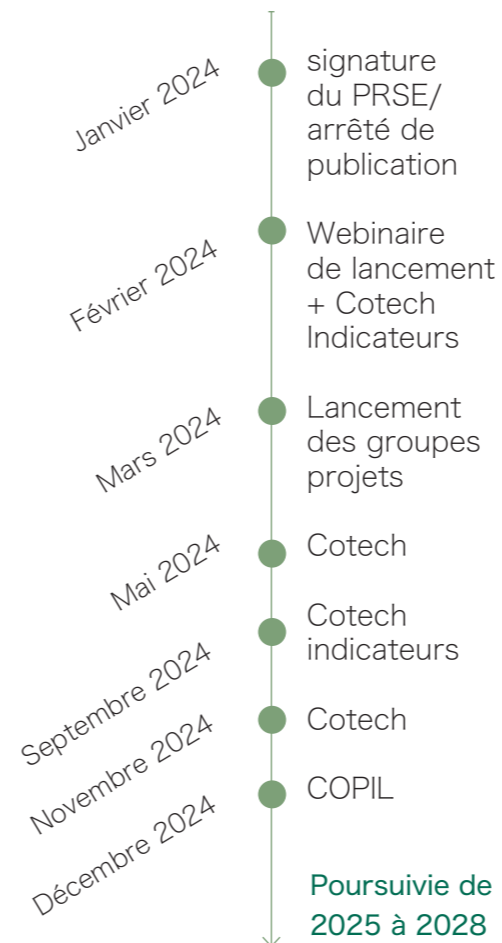 Janvier 2024
signature
du PRSE/
arrêté de
publication
Février 2024
Webinaire
de lancement
+ Cotech
Indicateurs
Mars 2024
Lancement
des groupes
projets
Mai 2024
Cotech
Septembre 2024
Cotech
indicateurs
Novembre 2024
Cotech
Décembre 2024
COPIL
Poursuivie de
2025 à 2028